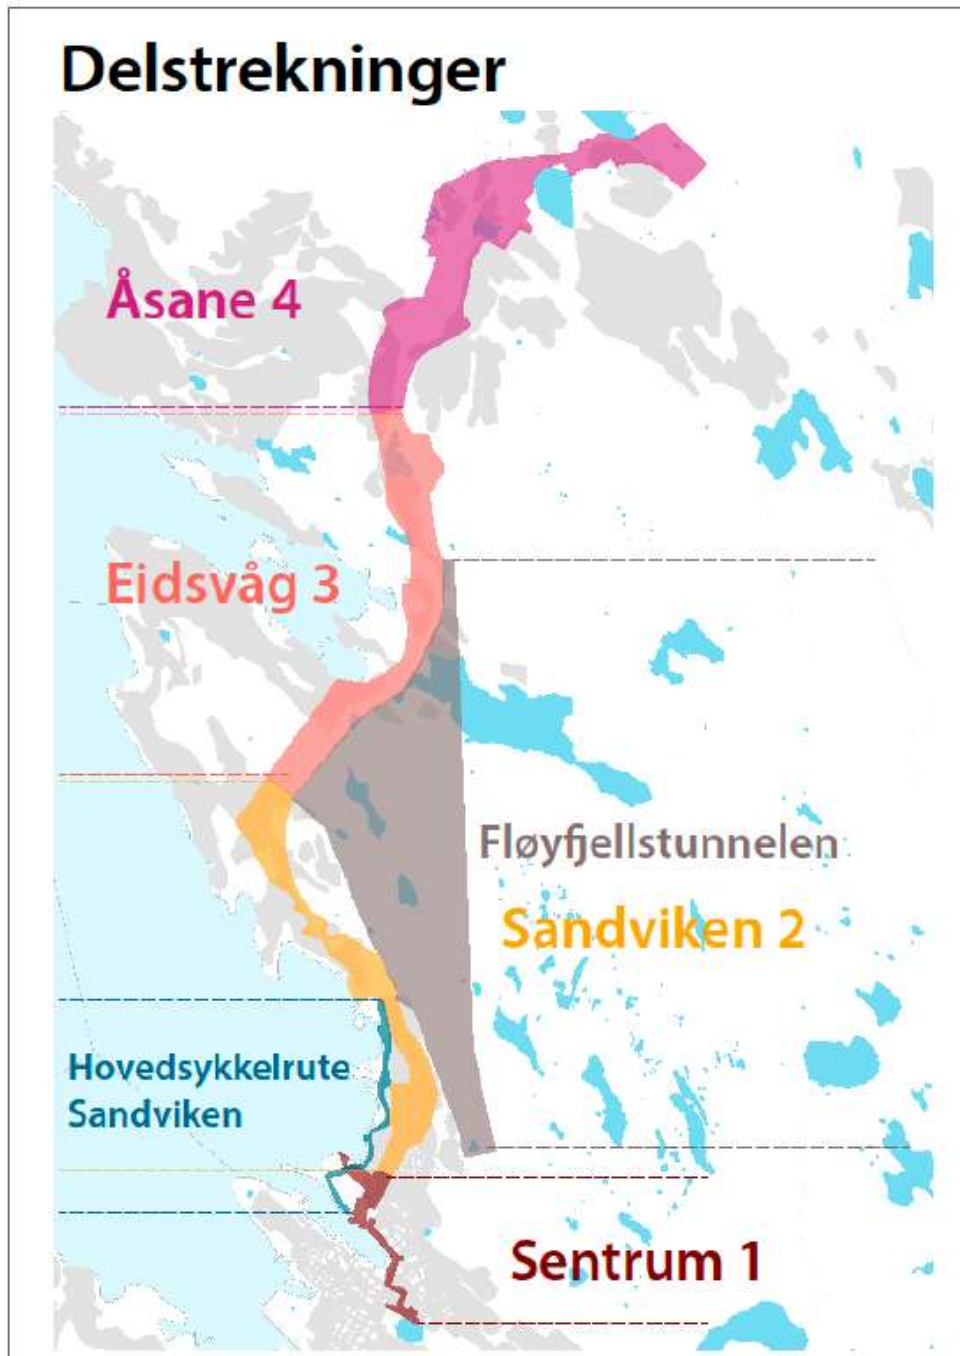 Delstrekninger
Åsane 4
Eidsvåg 3
Fløyfjellstunnelen
Sandviken 2
Hovedsykkelrute
Sandviken
Sentrum 1